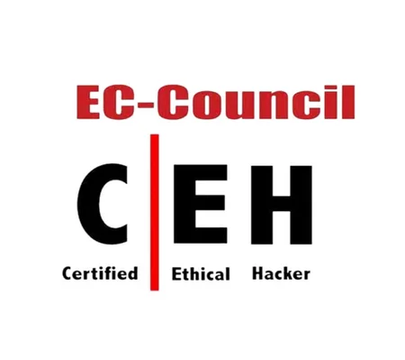 EC-Council
C EH
Certified Ethical Hacker